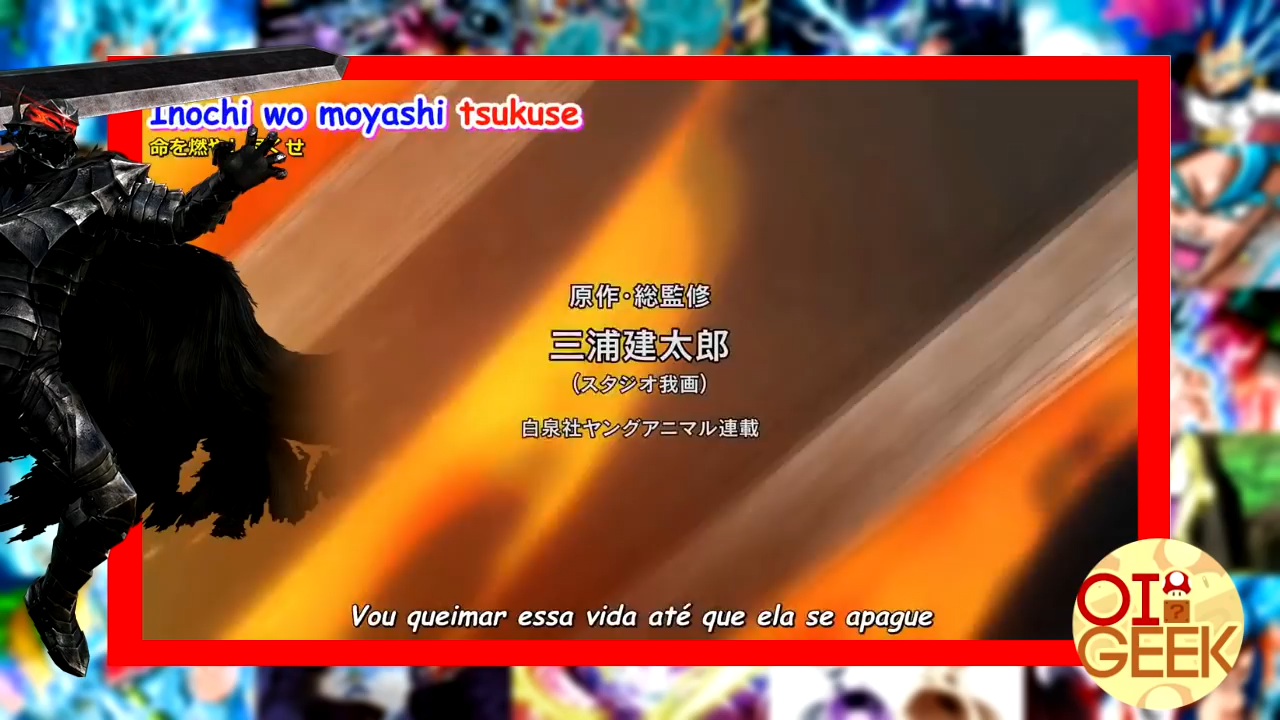 Inochi wo moyashi tsukuse
命を燃や くせ
原作・総監修
三浦建太郎
(スタジオ我画)
白泉社ヤングアニマル連載
Vou queimar essa vida até que ela se apague
OI
?
GEEK